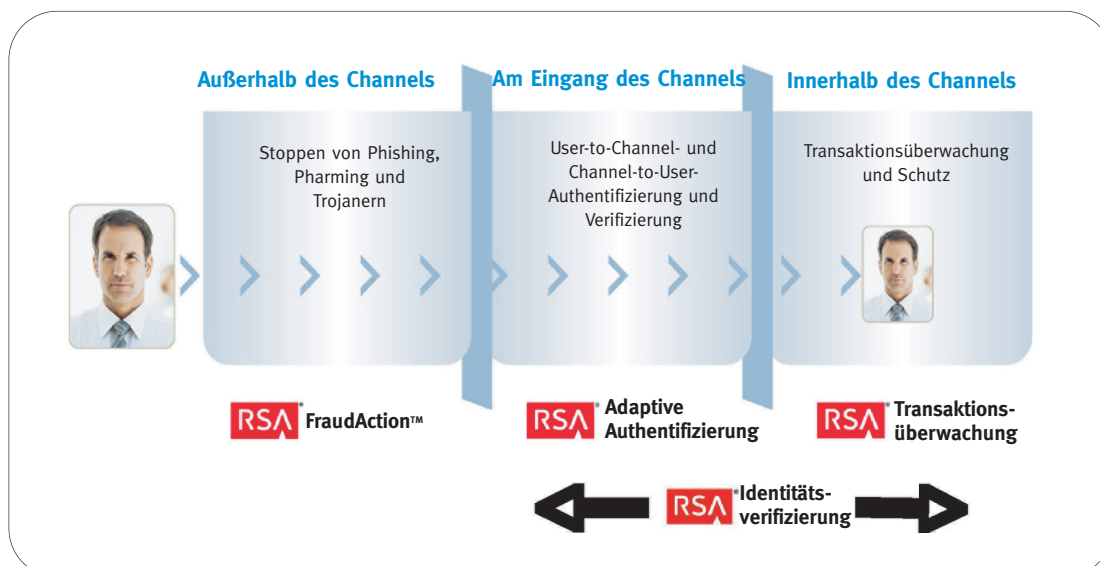 Außerhalb des Channels
Am Eingang des Channels
Innerhalb des Channels
Stoppen von Phishing,
Pharming und
Trojanern
User-to-Channel- und
Channel-to-User-
Authentifizierung und
Verifizierung
Transaktionsüberwachung
und Schutz
RSA® FraudAction™
RSA® Adaptive
Authentifizierung
RSA® Transaktions-
überwachung
RSA® Identitäts-
verifizierung